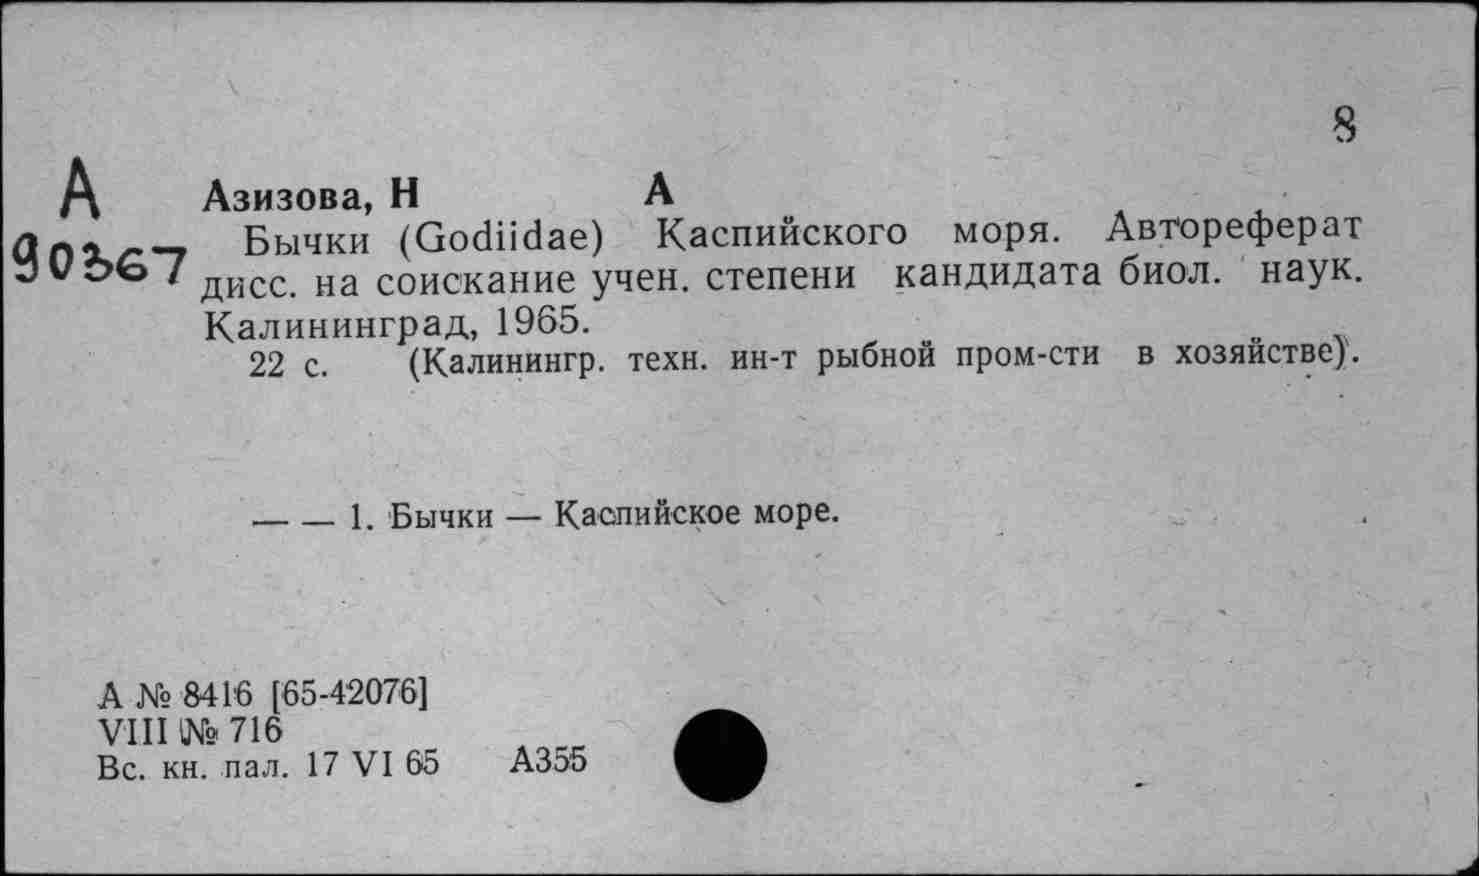 8
А
90367
Азизова, Н А
Бычки (Godiidae) Каспийского моря. Автореферат
дисс. на соискание учен. степени кандидата биол. наук.
Калининград, 1965.
22 с. (Калинингр. техн. ин-т рыбной пром-сти в хозяйстве).
— — 1. Бычки — Каспийское море.
А № 8416 [65-42076]
VIII № 716
Вс. кн. пал. 17 VI 65 А355